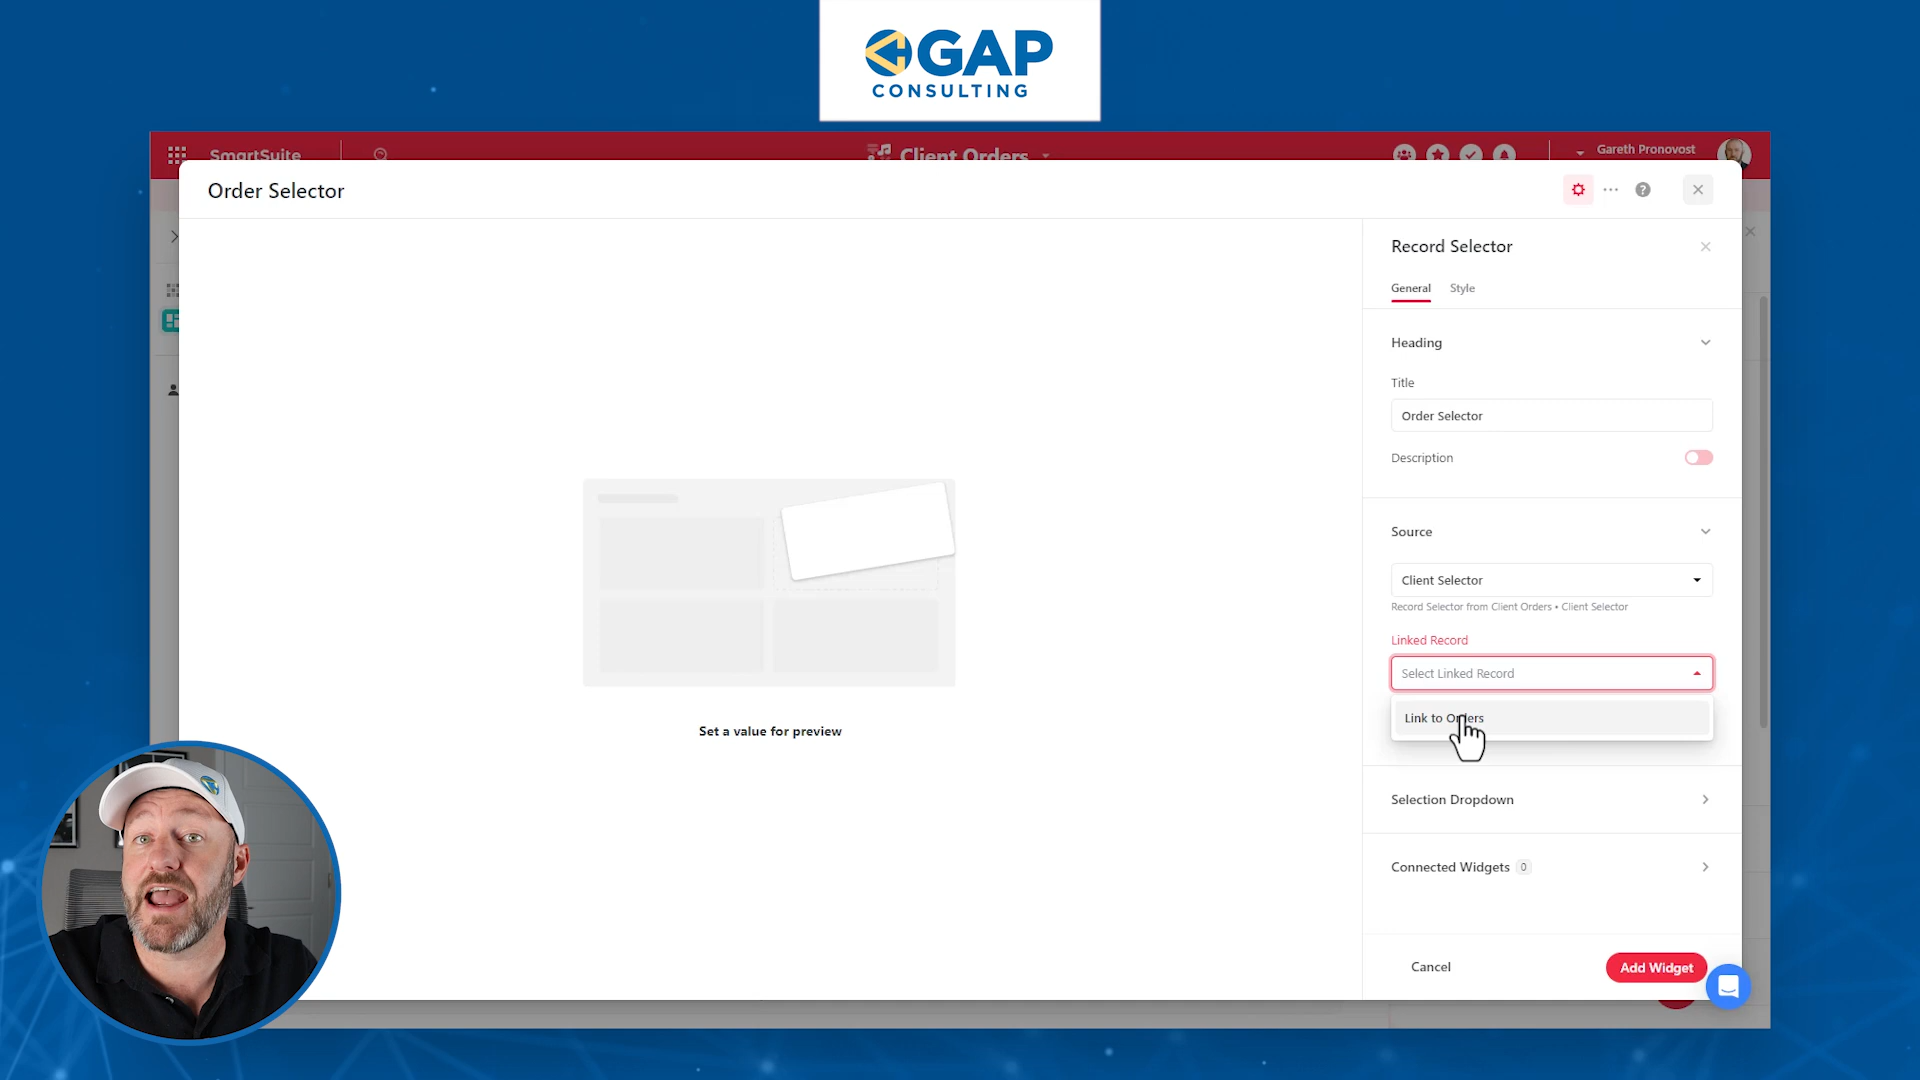 GAP
CONSULTING
SmartSuite
Client Orders
Gareth Pronovost
Order Selector
Record Selector
General Style
Heading
Title
Order Selector
Description
Source
Client Selector
Record Selector from Client Orders • Client Selector
Linked Record
Select Linked Record
Link to Orders
Set a value for preview
Selection Dropdown
Connected Widgets 0
Cancel Add Widget